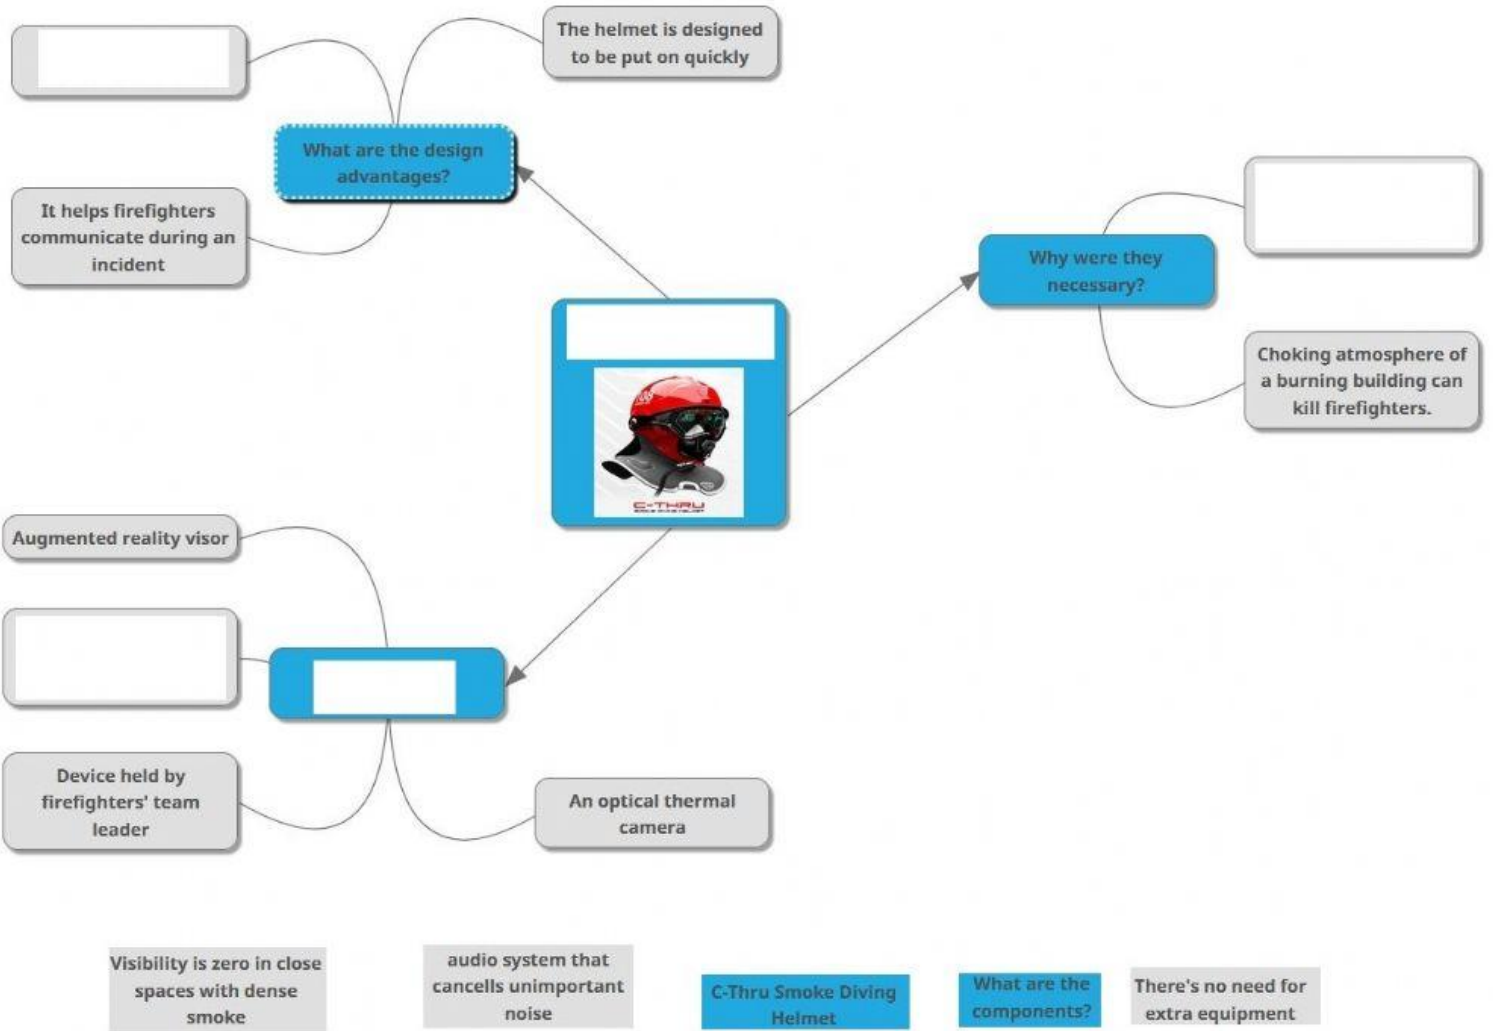 The helmet is designed
to be put on quickly
What are the design
advantages?
It helps firefighters
communicate during an
incident
Why were they
necessary?
Choking atmosphere of
a burning building can
kill firefighters.
C-THRU
Augmented reality visor
Device held by
firefighters' team
leader
An optical thermal
camera
Visibility is zero in close
spaces with dense
smoke
audio system that
cancells unimportant
noise
C-Thru Smoke Diving
Helmet
What are the
components?
There's no need for
extra equipment